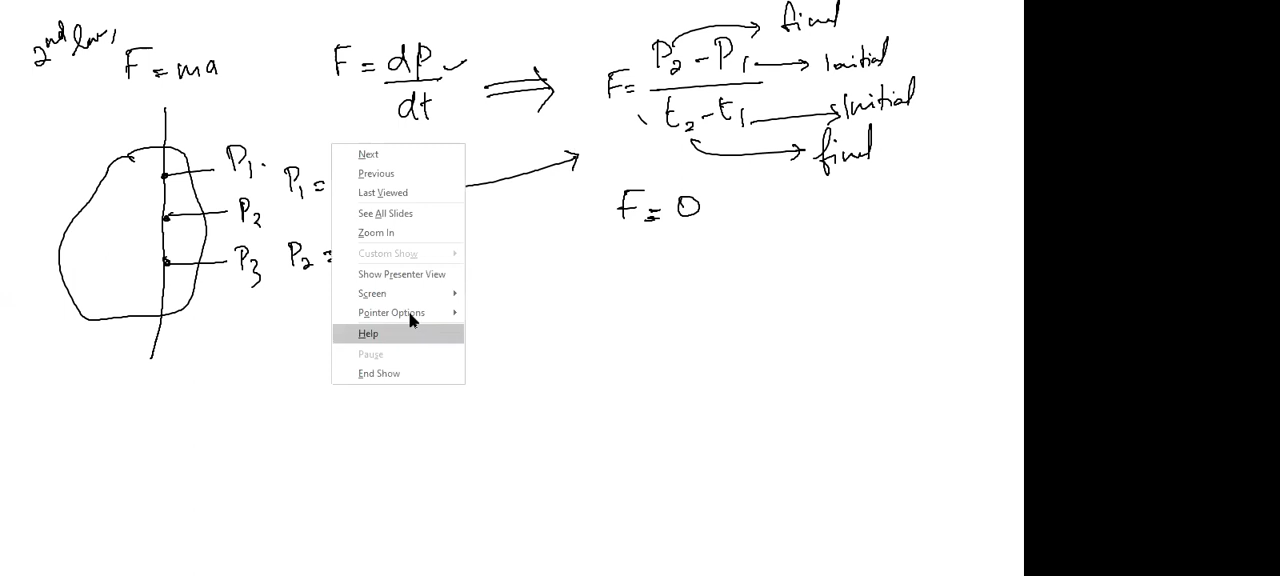 2nd law,
F = ma
F = dp/dt
F = P2 - P1 / t2 - t1
final
Initial
Initial
final
P1.
P2
P3
P1 =
P2 =
F = 0
Next
Previous
Last Viewed
See All Slides
Zoom In
Custom Show
Show Presenter View
Screen
Pointer Options
Help
Pause
End Show